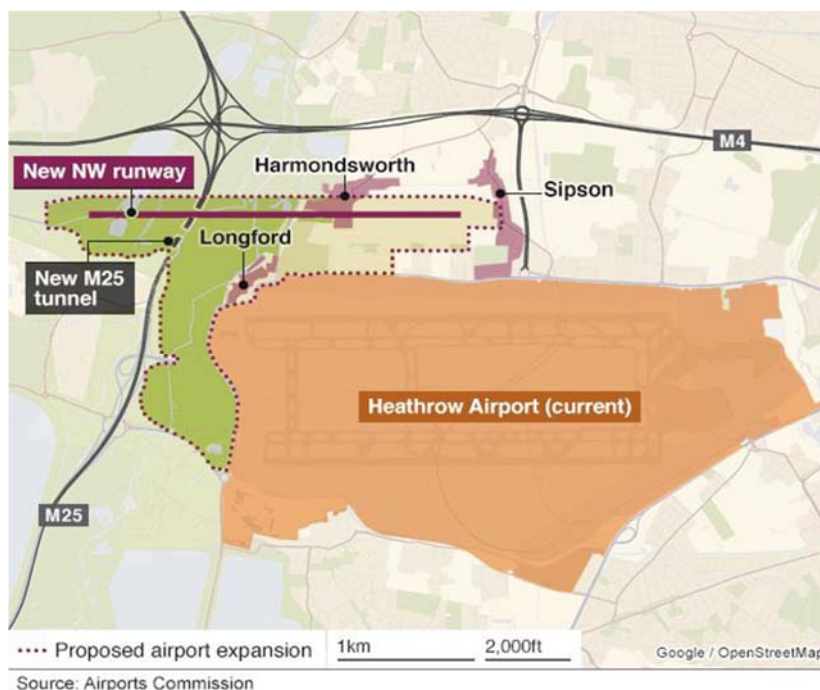 M4
New NW runway
Harmondsworth
Sipson
Longford
New M25
tunnel
Heathrow Airport (current)
M25
Proposed airport expansion
1km
2,000ft
Google / OpenStreetMap
Source: Airports Commission